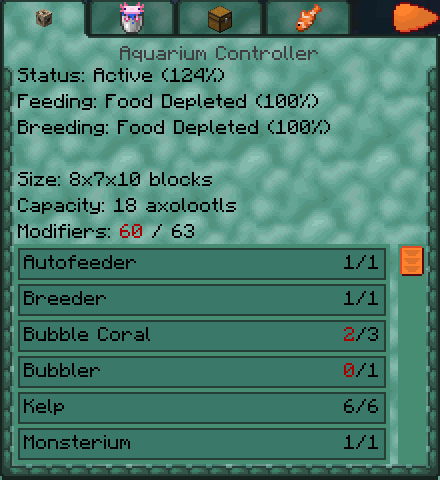 Aquarium Controller
Status: Active (124%)
Feeding: Food Depleted (100%)
Breeding: Food Depleted (100%)
Size: 8x7x10 blocks
Capacity: 18 axolootls
Modifiers: 60 / 63
Autofeeder 1/1
Breeder 1/1
Bubble Coral 2/3
Bubbler 0/1
Kelp 6/6
Monsterium 1/1